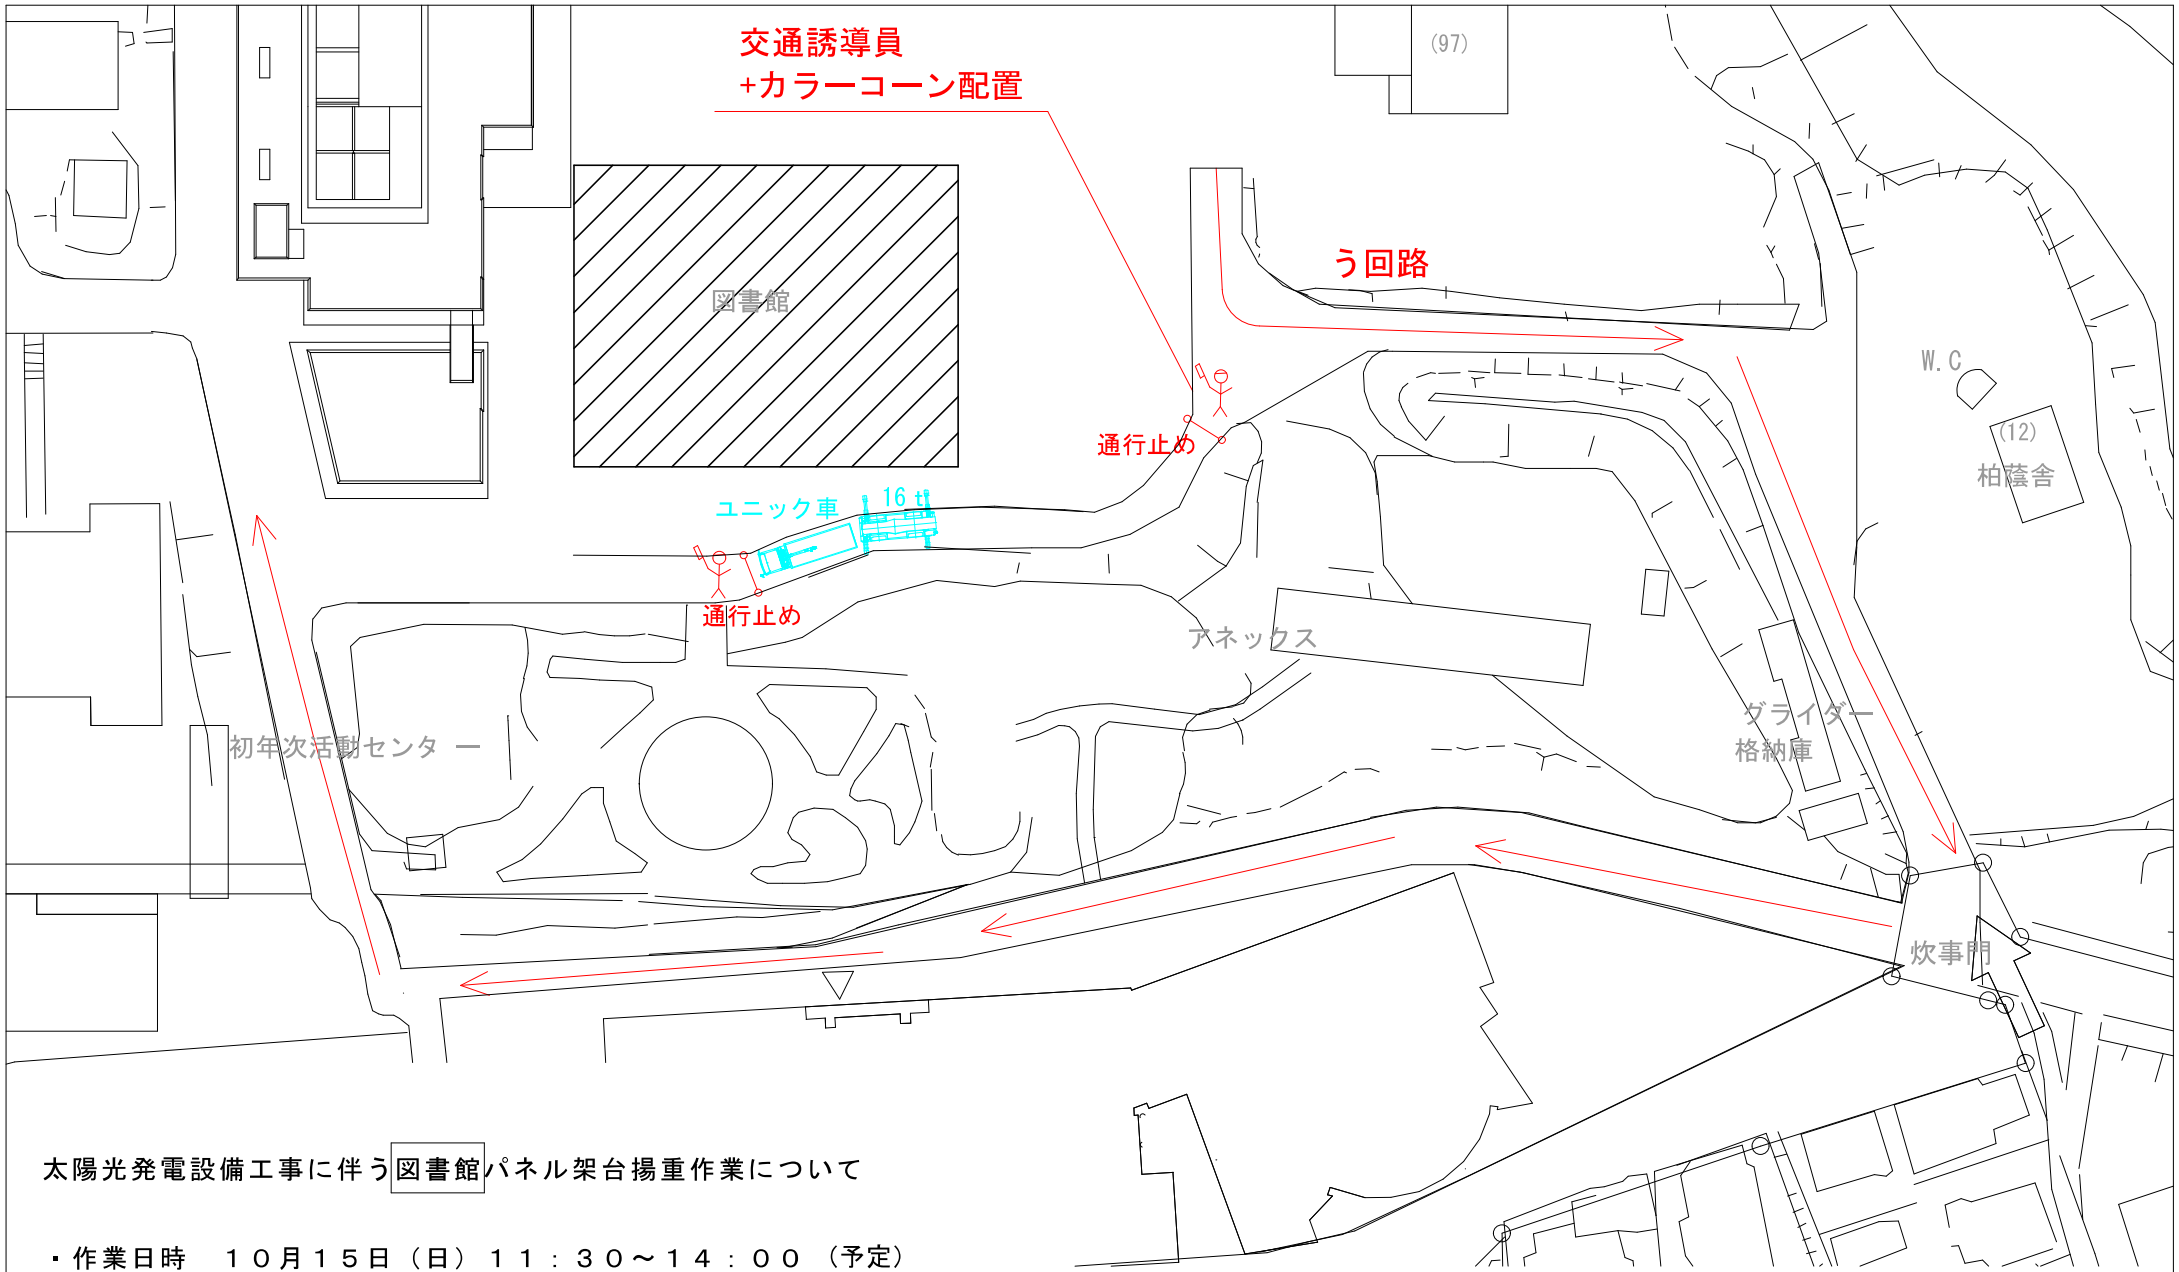 交通誘導員
+カラーコーン配置
(97)
う回路
図書館
W.C
(12)
柏蔭舎
通行止め
ユニック車
16 t
通行止め
アネックス
グライダー
格納庫
初年次活動センター
炊事門
太陽光発電設備工事に伴う図書館パネル架台揚重作業について
・作業日時　１０月１５日（日）１１：３０～１４：００（予定）